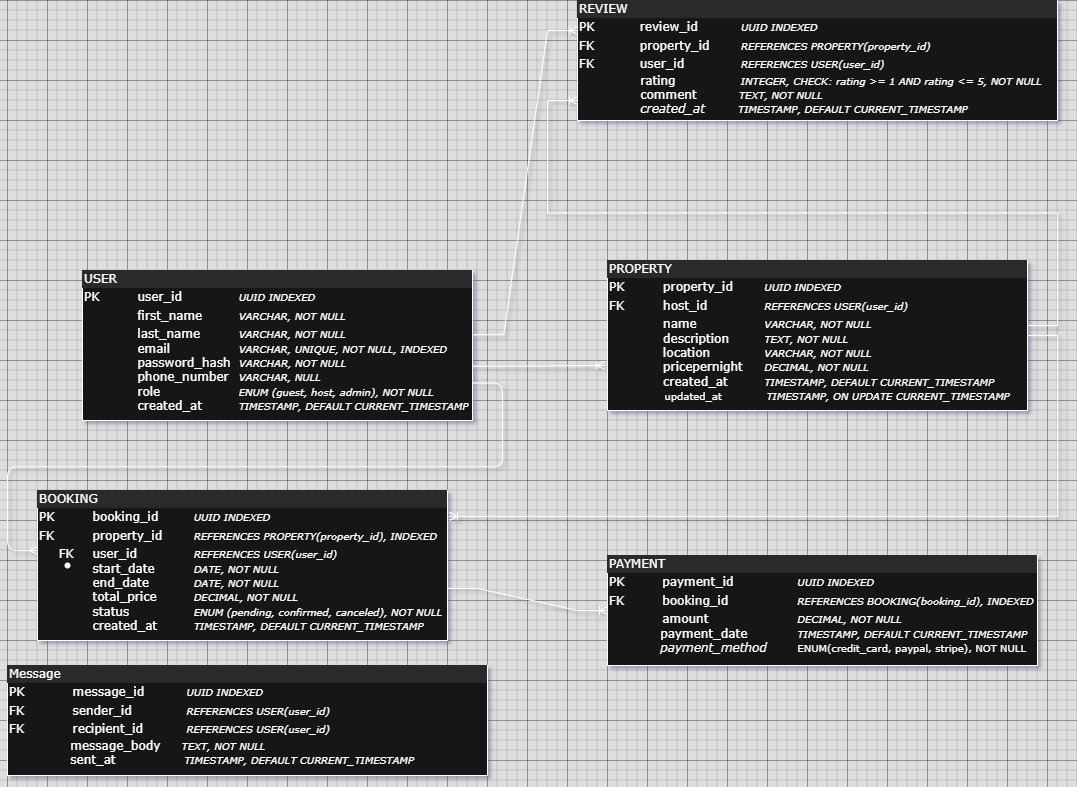 REVIEW
PK review_id UUID INDEXED
FK property_id REFERENCES PROPERTY(property_id)
FK user_id REFERENCES USER(user_id)
rating INTEGER, CHECK: rating >= 1 AND rating <= 5, NOT NULL
comment TEXT, NOT NULL
created_at TIMESTAMP, DEFAULT CURRENT_TIMESTAMP
USER
PK user_id UUID INDEXED
first_name VARCHAR, NOT NULL
last_name VARCHAR, NOT NULL
email VARCHAR, UNIQUE, NOT NULL, INDEXED
password_hash VARCHAR, NOT NULL
phone_number VARCHAR, NULL
role ENUM (guest, host, admin), NOT NULL
created_at TIMESTAMP, DEFAULT CURRENT_TIMESTAMP
PROPERTY
PK property_id UUID INDEXED
FK host_id REFERENCES USER(user_id)
name VARCHAR, NOT NULL
description TEXT, NOT NULL
location VARCHAR, NOT NULL
pricepernight DECIMAL, NOT NULL
created_at TIMESTAMP, DEFAULT CURRENT_TIMESTAMP
updated_at TIMESTAMP, ON UPDATE CURRENT_TIMESTAMP
BOOKING
PK booking_id UUID INDEXED
FK property_id REFERENCES PROPERTY(property_id), INDEXED
FK user_id REFERENCES USER(user_id)
start_date DATE, NOT NULL
end_date DATE, NOT NULL
total_price DECIMAL, NOT NULL
status ENUM (pending, confirmed, canceled), NOT NULL
created_at TIMESTAMP, DEFAULT CURRENT_TIMESTAMP
PAYMENT
PK payment_id UUID INDEXED
FK booking_id REFERENCES BOOKING(booking_id), INDEXED
amount DECIMAL, NOT NULL
payment_date TIMESTAMP, DEFAULT CURRENT_TIMESTAMP
payment_method ENUM(credit_card, paypal, stripe), NOT NULL
Message
PK message_id UUID INDEXED
FK sender_id REFERENCES USER(user_id)
FK recipient_id REFERENCES USER(user_id)
message_body TEXT, NOT NULL
sent_at TIMESTAMP, DEFAULT CURRENT_TIMESTAMP